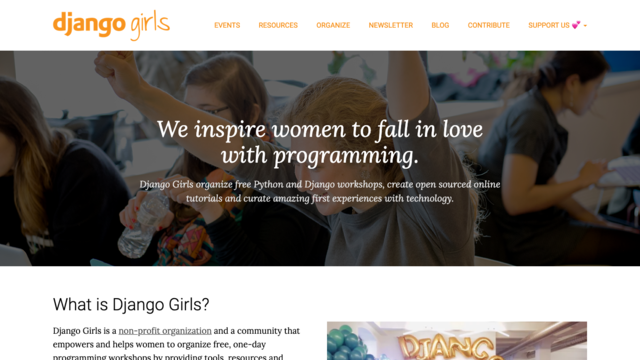 django girls
EVENTS RESOURCES ORGANIZE NEWSLETTER BLOG CONTRIBUTE SUPPORT US 💕
We inspire women to fall in love
with programming.
Django Girls organize free Python and Django workshops, create open sourced online
tutorials and curate amazing first experiences with technology.
What is Django Girls?
Django Girls is a non-profit organization and a community that
empowers and helps women to organize free, one-day
programming workshops by providing tools, resources and
DJANGO